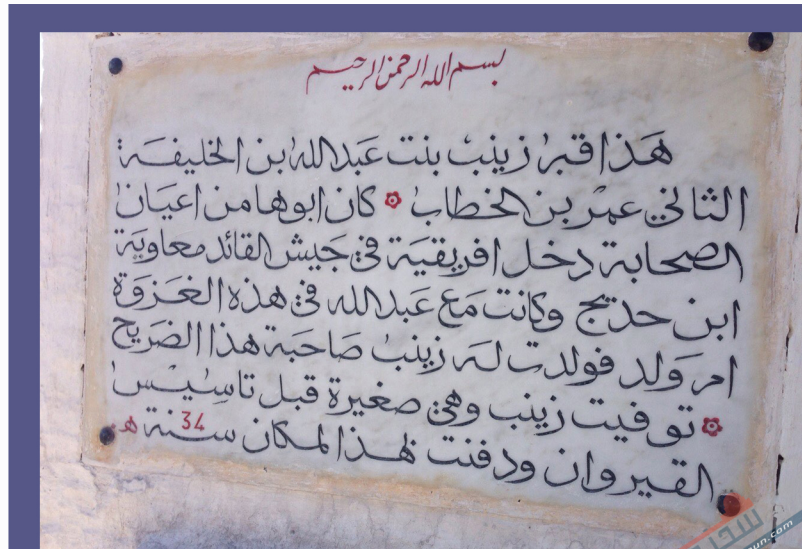 بسم الله الرحمن الرحيم
هذا قبر زينب بنت عبدالله ابن الخليفة
الثاني عمر بن الخطاب كان ابوها من اعيان
الصحابة دخل افريقية في جيش القائد معاوية
ابن حديج وكانت مع عبدالله في هذه الغزوة
ام ولد فولدت له زينب صاحبة هذا الضريح
توفيت زينب وهي صغيرة قبل تاسيس
القيروان ودفنت بهذا المكان سنة 34 هـ